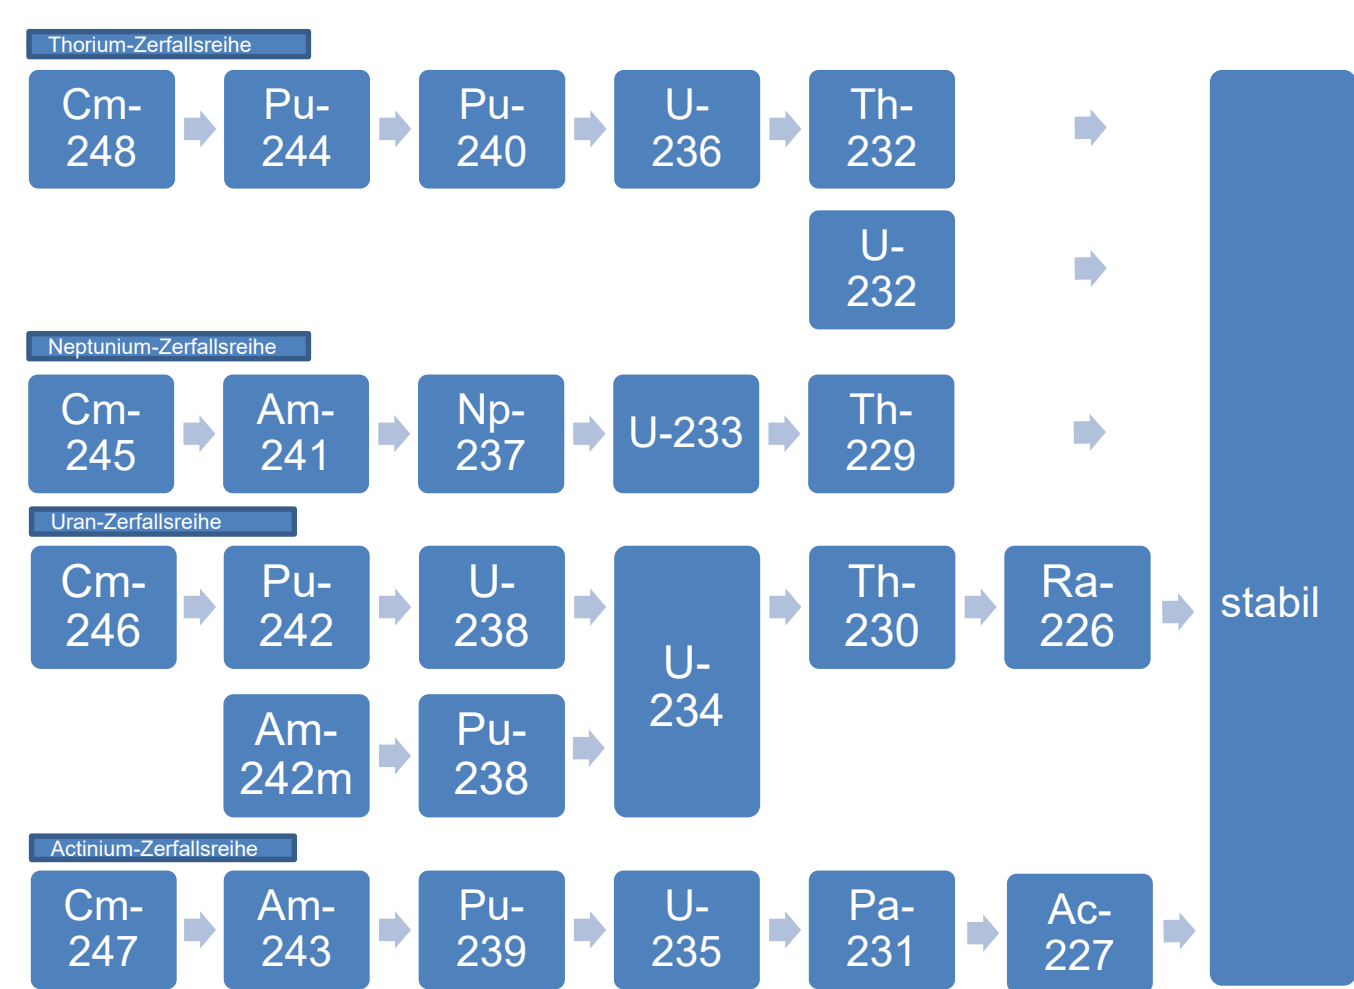 Thorium-Zerfallsreihe
Cm-
248
Pu-
244
Pu-
240
U-
236
Th-
232
U-
232
Neptunium-Zerfallsreihe
Cm-
245
Am-
241
Np-
237
U-233
Th-
229
Uran-Zerfallsreihe
Cm-
246
Pu-
242
U-
238
U-
234
Th-
230
Ra-
226
stabil
Am-
242m
Pu-
238
Actinium-Zerfallsreihe
Cm-
247
Am-
243
Pu-
239
U-
235
Pa-
231
Ac-
227